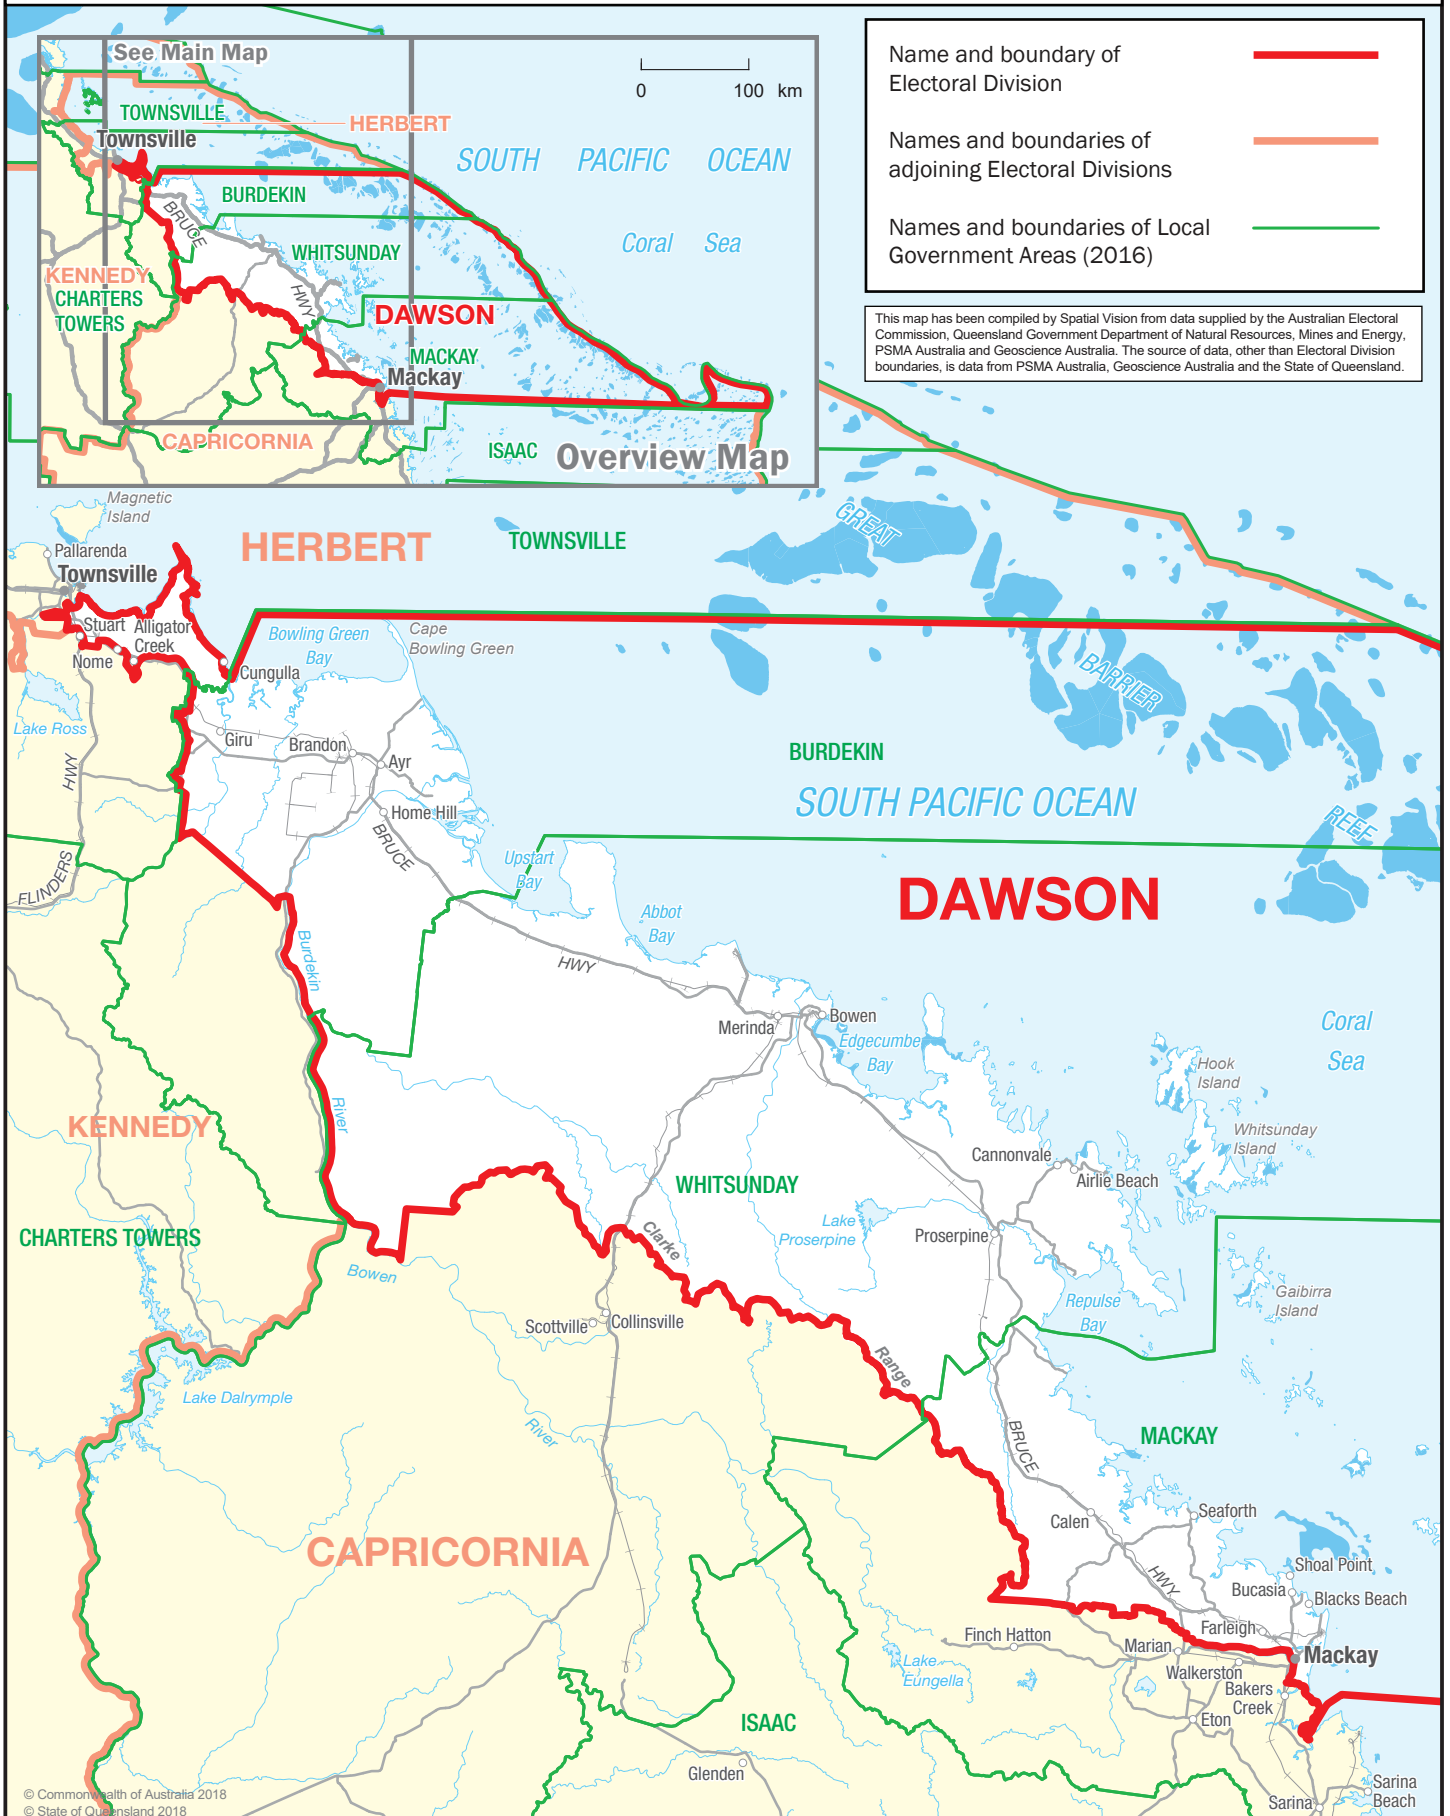 See Main Map
0 100 km
TOWNSVILLE
HERBERT
Townsville
SOUTH PACIFIC OCEAN
BURDEKIN
BRUCE
Coral Sea
WHITSUNDAY
KENNEDY
CHARTERS
TOWERS
HWY
DAWSON
MACKAY
Mackay
CAPRICORNIA
ISAAC
Overview Map
Name and boundary of
Electoral Division
Names and boundaries of
adjoining Electoral Divisions
Names and boundaries of Local
Government Areas (2016)
This map has been compiled by Spatial Vision from data supplied by the Australian Electoral
Commission, Queensland Government Department of Natural Resources, Mines and Energy,
PSMA Australia and Geoscience Australia. The source of data, other than Electoral Division
boundaries, is data from PSMA Australia, Geoscience Australia and the State of Queensland.
Magnetic
Island
GREAT
HERBERT
TOWNSVILLE
Pallarenda
Townsville
Stuart
Alligator
Creek
Nome
Bowling Green
Bay
Cape
Bowling Green
Cungulla
BARRIER
Lake Ross
Giru
Brandon
Ayr
BURDEKIN
HWY
SOUTH PACIFIC OCEAN
Home Hill
REEF
BRUCE
Upstart
Bay
FLINDERS
DAWSON
Abbot
Bay
Burdekin
HWY
Merinda
Bowen
Coral
Sea
Edgecumbe
Bay
Hook
Island
River
KENNEDY
Whitsunday
Island
Cannonvale
Airlie Beach
WHITSUNDAY
CHARTERS TOWERS
Lake
Proserpine
Proserpine
Clarke
Bowen
Gaibirra
Island
Repulse
Bay
Scottville
Collinsville
Range
Lake Dalrymple
River
BRUCE
MACKAY
Seaforth
Calen
CAPRICORNIA
Shoal Point
HWY
Bucasia
Blacks Beach
Finch Hatton
Farleigh
Marian
Mackay
Lake
Eungella
Walkerston
Bakers
Creek
Eton
ISAAC
Glenden
Sarina
Beach
Sarina
© Commonwealth of Australia 2018
© State of Queensland 2018